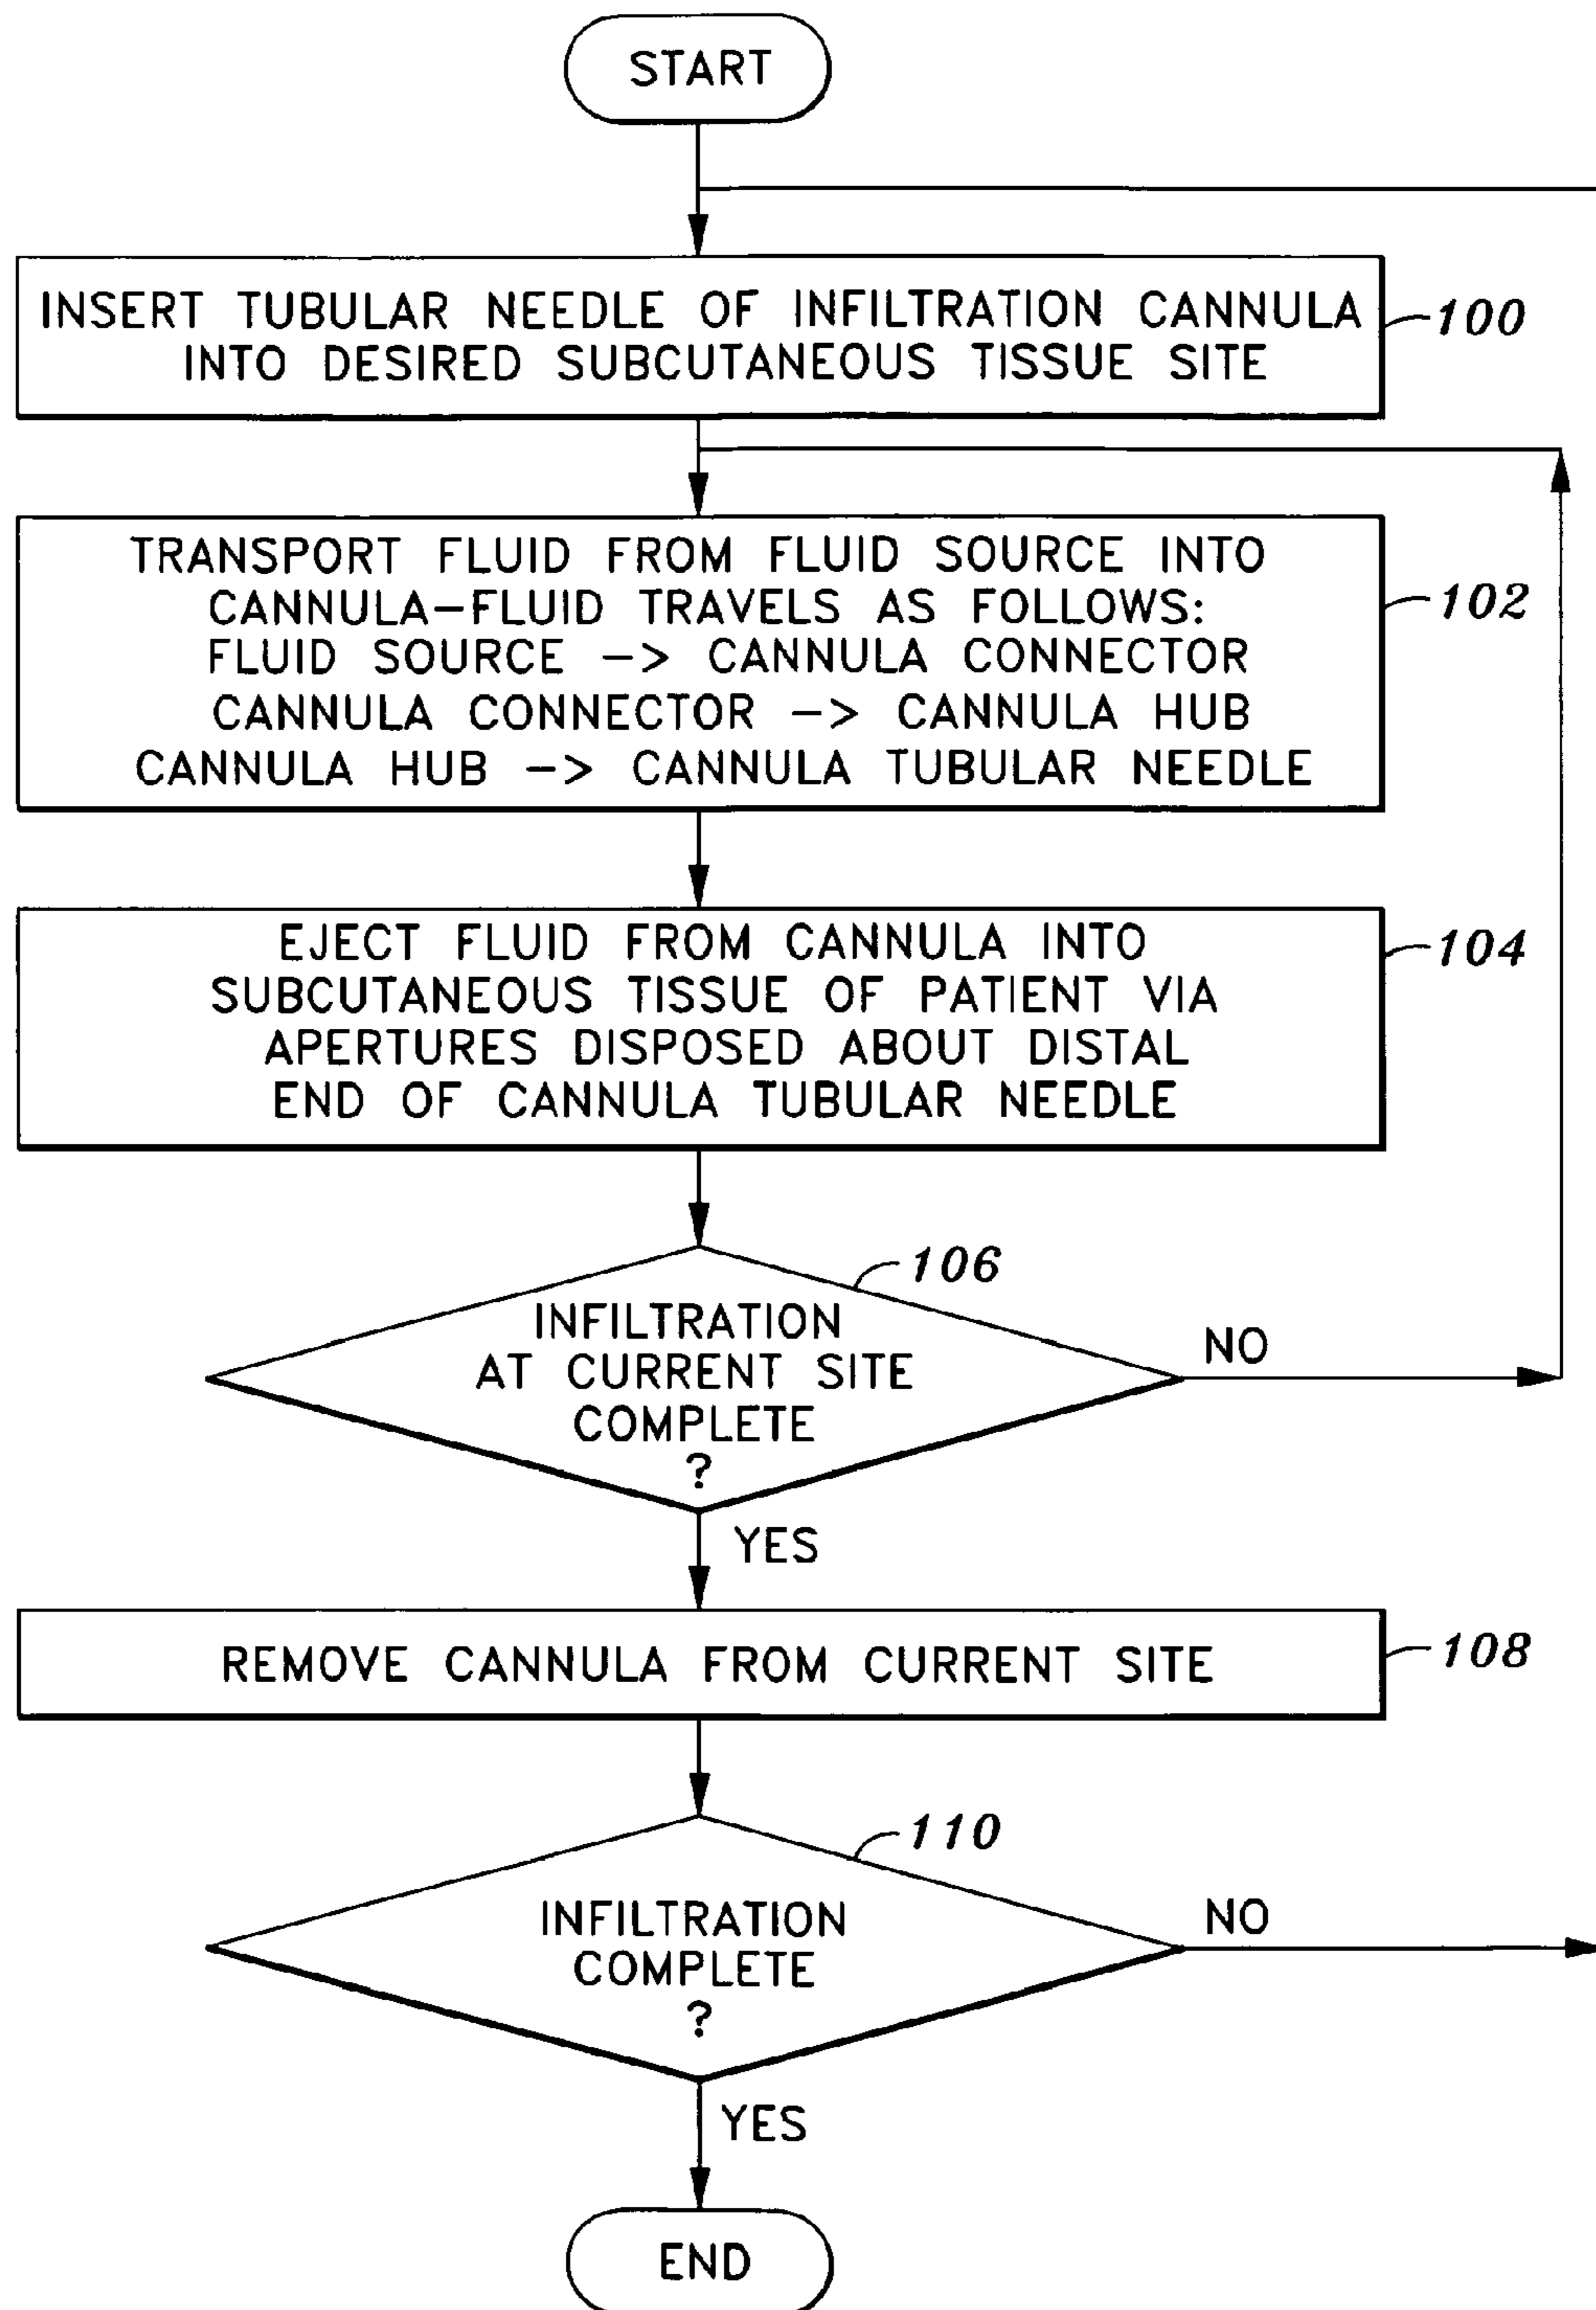 START
INSERT TUBULAR NEEDLE OF INFILTRATION CANNULA
INTO DESIRED SUBCUTANEOUS TISSUE SITE
100
TRANSPORT FLUID FROM FLUID SOURCE INTO
CANNULA–FLUID TRAVELS AS FOLLOWS:
FLUID SOURCE –> CANNULA CONNECTOR
CANNULA CONNECTOR –> CANNULA HUB
CANNULA HUB –> CANNULA TUBULAR NEEDLE
102
EJECT FLUID FROM CANNULA INTO
SUBCUTANEOUS TISSUE OF PATIENT VIA
APERTURES DISPOSED ABOUT DISTAL
END OF CANNULA TUBULAR NEEDLE
104
106
INFILTRATION
AT CURRENT SITE
COMPLETE
?
NO
YES
REMOVE CANNULA FROM CURRENT SITE
108
110
INFILTRATION
COMPLETE
?
NO
YES
END